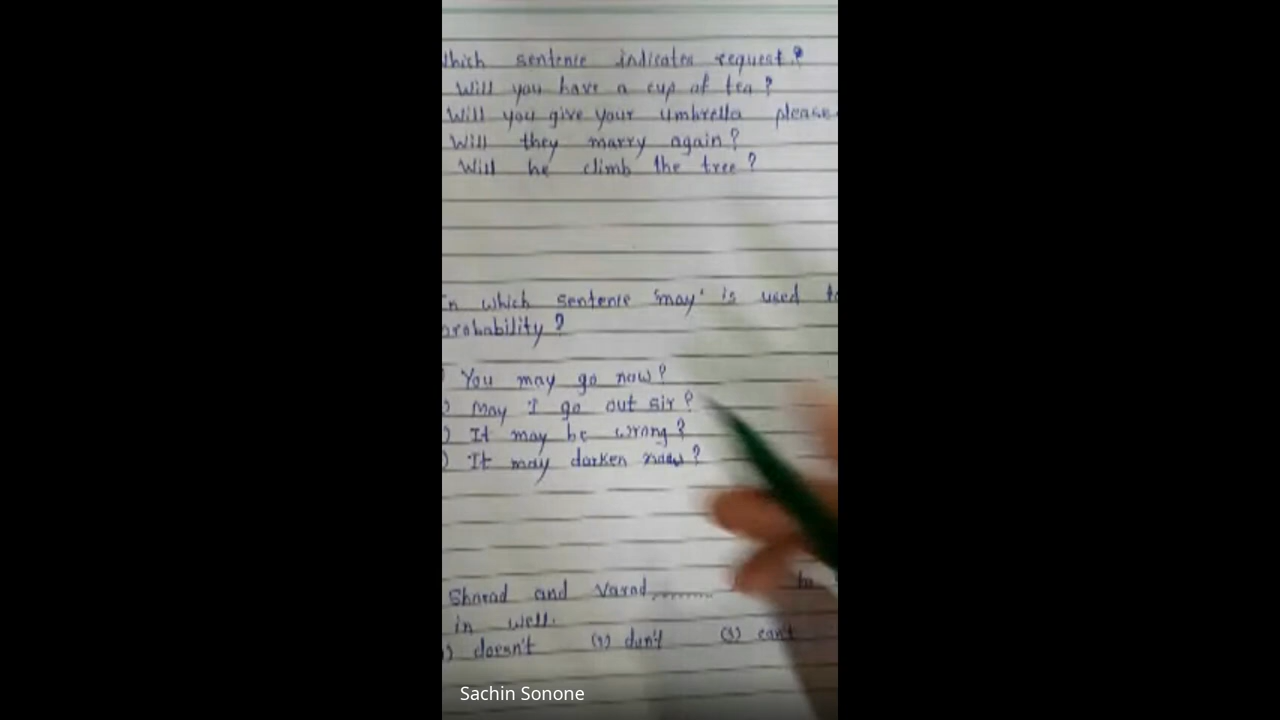 Which sentence indicates request?
Will you have a cup of tea?
Will you give your umbrella please
Will they marry again?
Will he climb the tree?
In which sentence 'may' is used to
probability?
You may go now?
) May I go out sir?
) It may be wrong?
) It may darken now?
Sharad and Varad........
in well.
) doesn't (2) don't (3) can't
Sachin Sonone